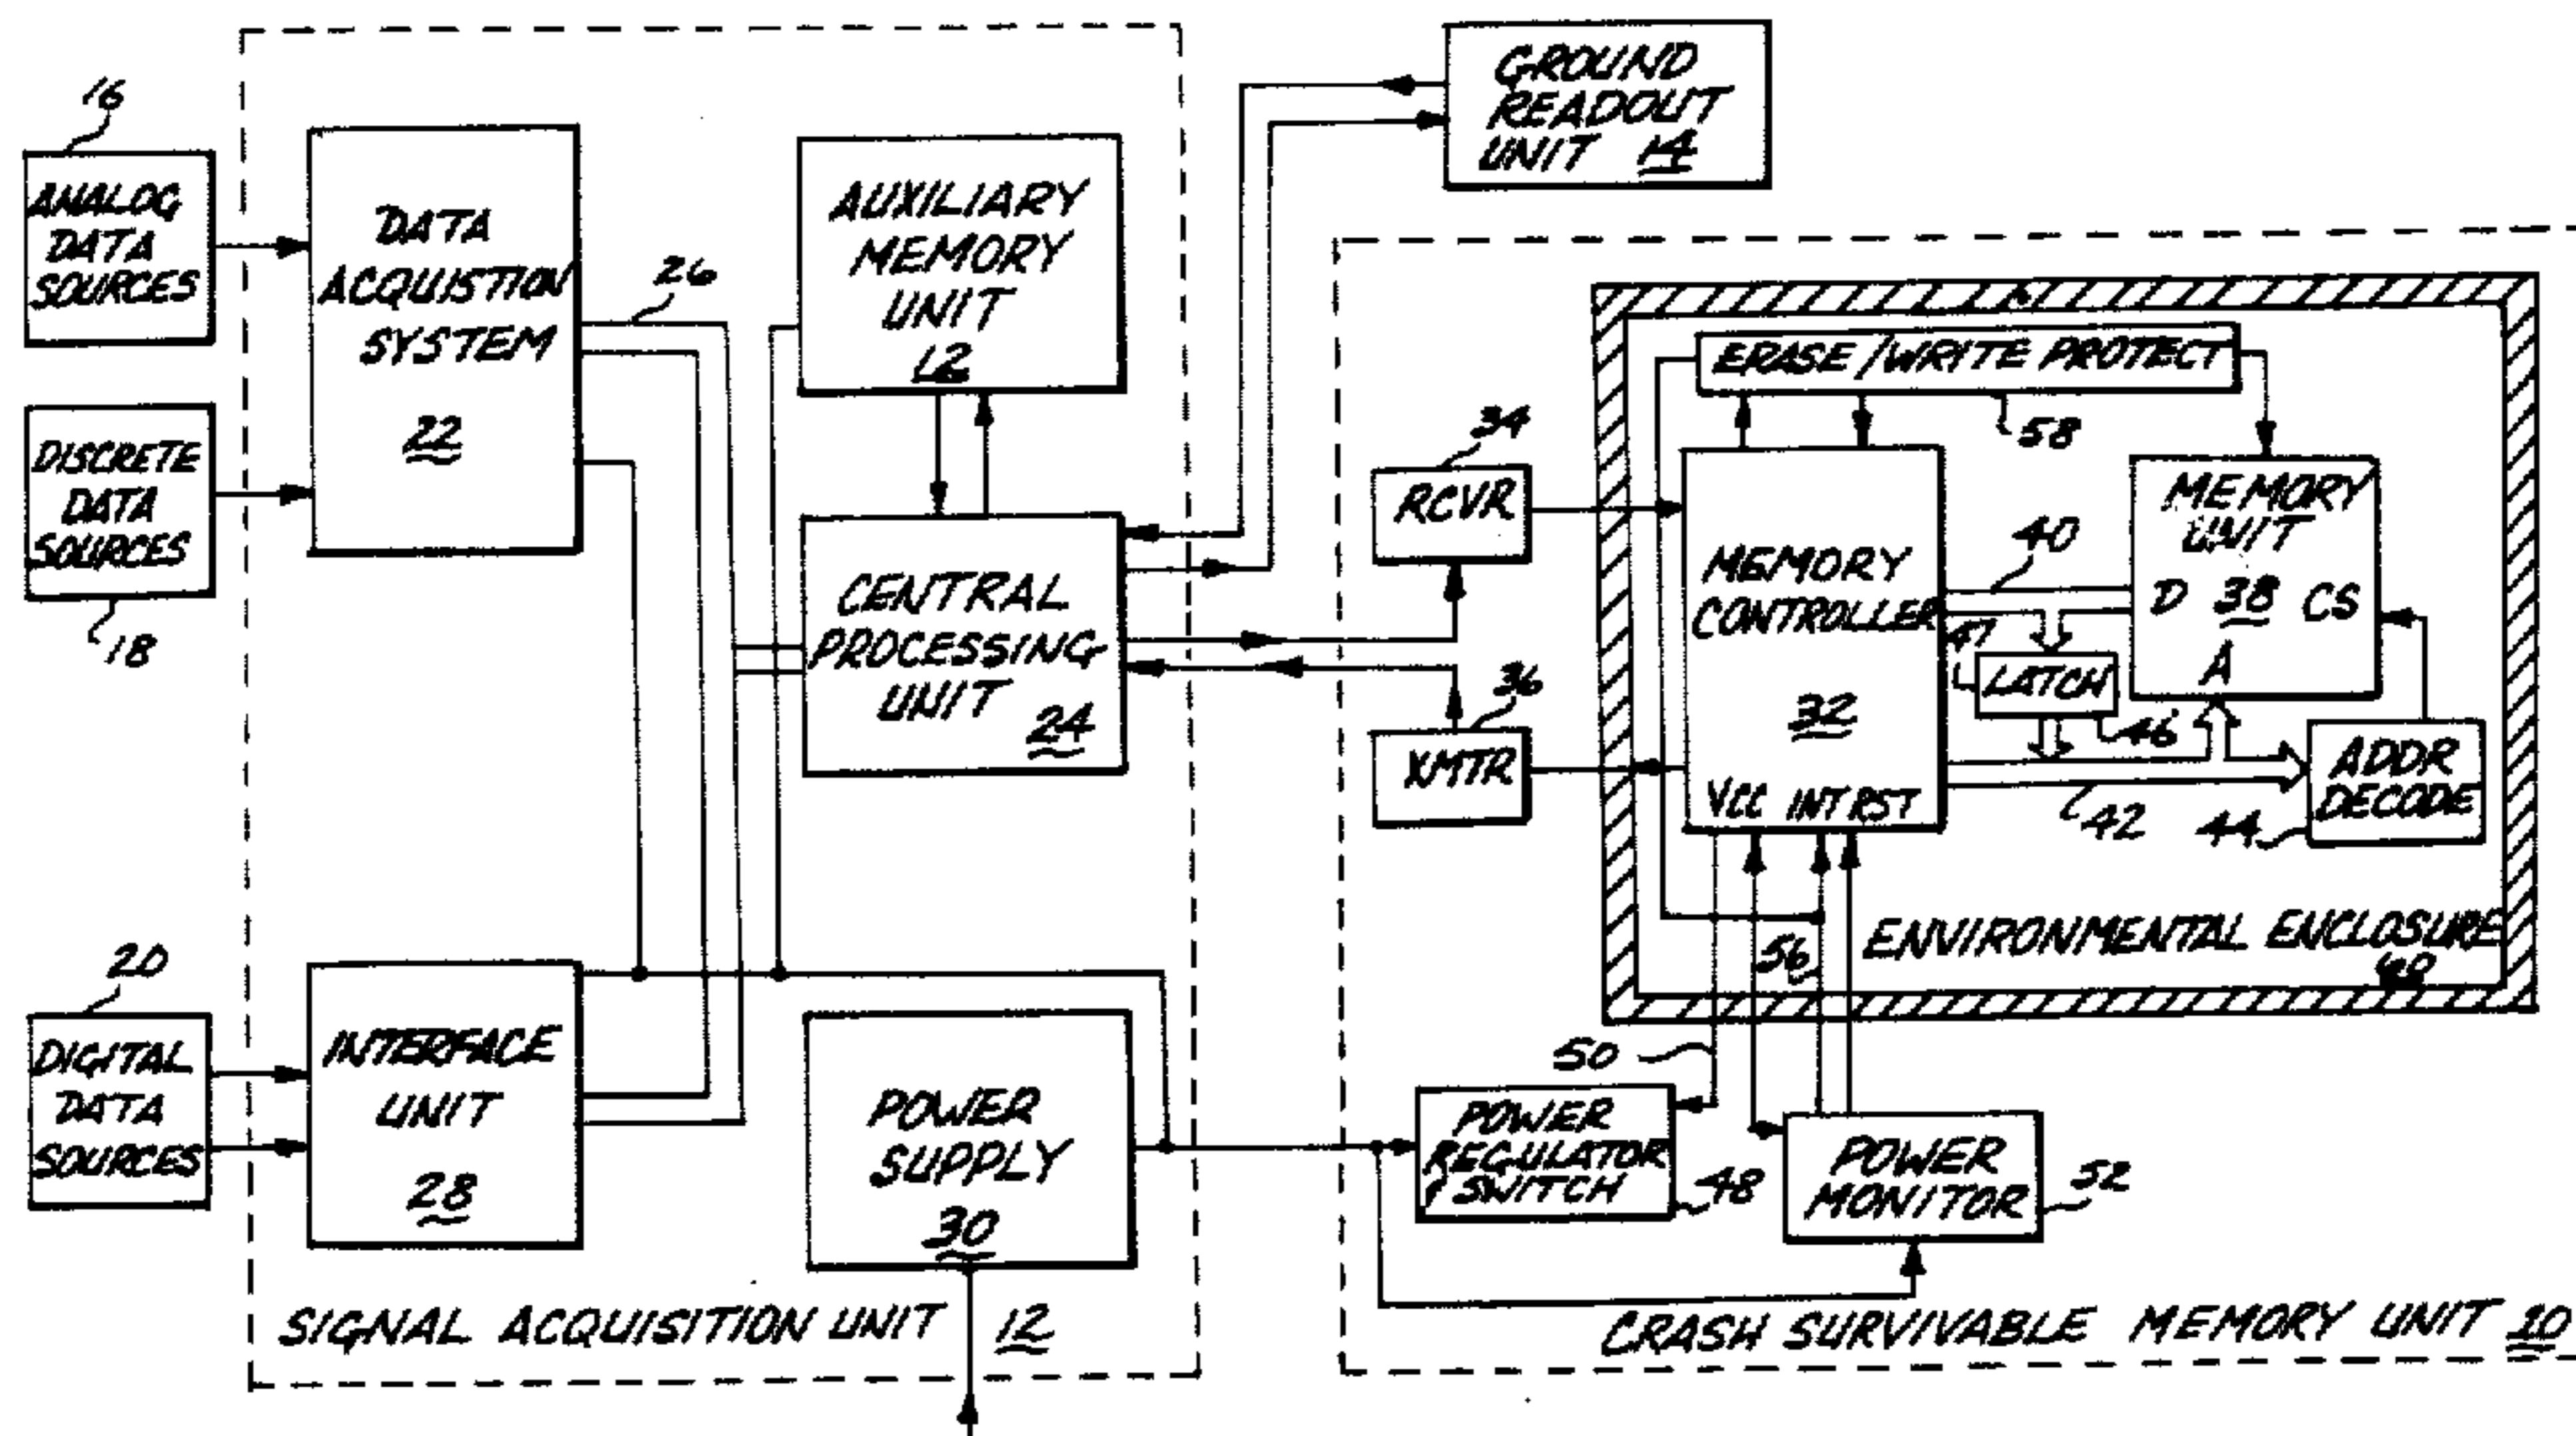 16
ANALOG
DATA
SOURCES
DISCRETE
DATA
SOURCES
18
20
DIGITAL
DATA
SOURCES
DATA
ACQUISTION
SYSTEM
22
26
AUXILIARY
MEMORY
UNIT
12
CENTRAL
PROCESSING
UNIT
24
INTERFACE
UNIT
28
POWER
SUPPLY
30
SIGNAL ACQUISITION UNIT 12
GROUND
READOUT
UNIT 14
34
RCVR
36
XMTR
ERASE/WRITE PROTECT
58
MEMORY
CONTROLLER
32
VCC INT RST
40
MEMORY
UNIT
D 38 CS
A
47
LATCH
46
42
ADDR
DECODE
44
56
ENVIRONMENTAL ENCLOSURE
60
50
POWER
REGULATOR
/ SWITCH
48
POWER
MONITOR
52
CRASH SURVIVABLE MEMORY UNIT 10